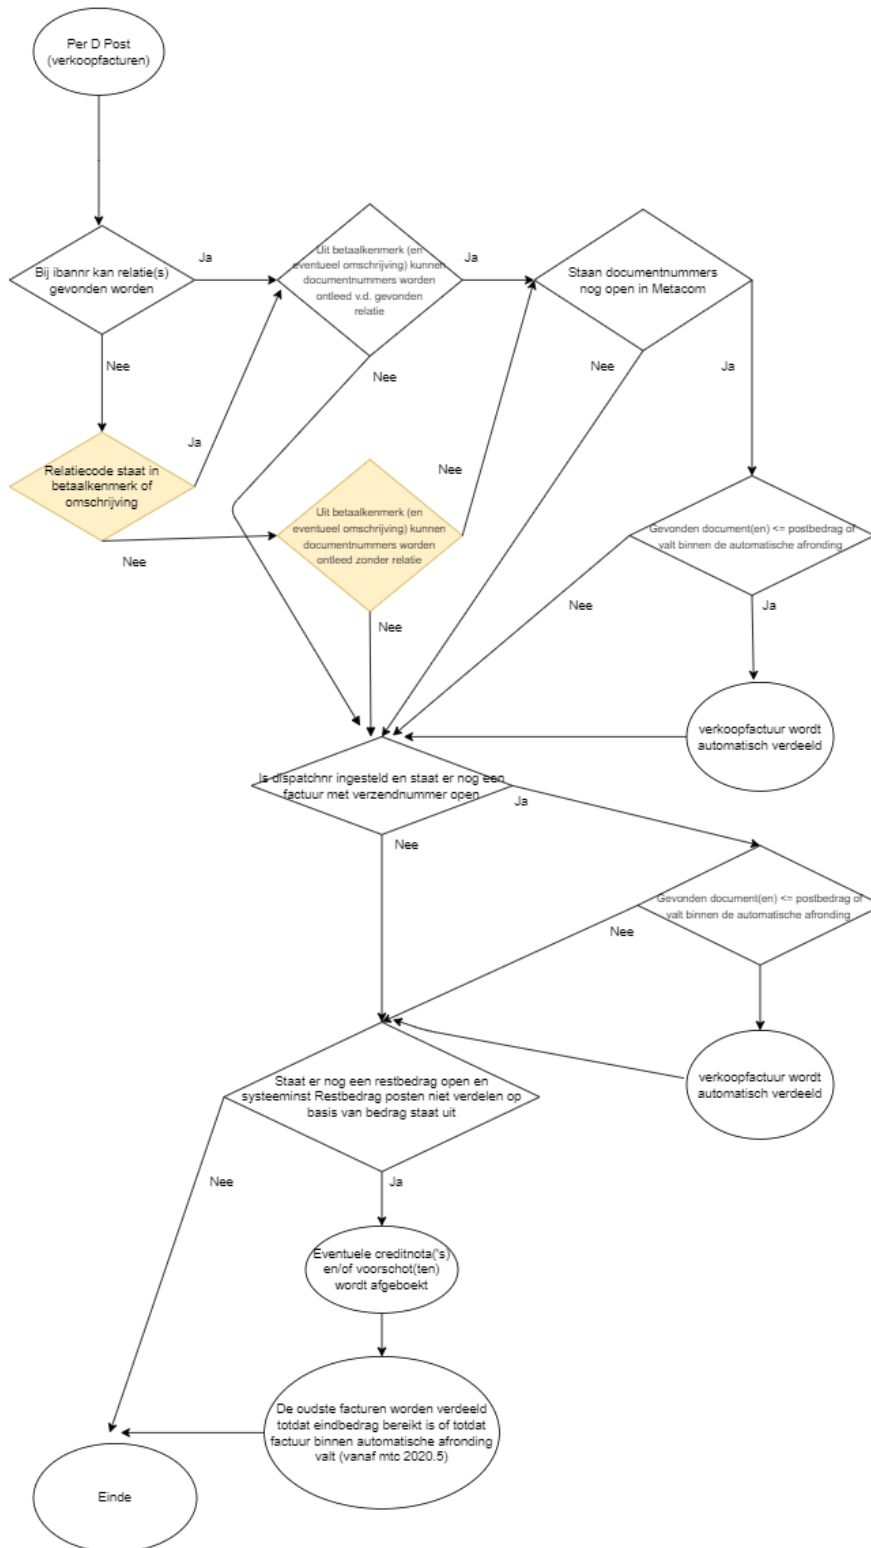 Per D Post
(verkoopfacturen)
Bij ibannr kan relatie(s)
gevonden worden
Ja
Uit betaalkenmerk (en
eventueel omschrijving) kunnen
documentnummers worden
ontleed v.d. gevonden
relatie
Ja
Staan documentnummers
nog open in Metacom
Nee
Nee
Nee
Ja
Relatiecode staat in
betaalkenmerk of
omschrijving
Ja
Nee
Uit betaalkenmerk (en
eventueel omschrijving) kunnen
documentnummers worden
ontleed zonder relatie
Nee
Gevonden document(en) <= postbedrag of
valt binnen de automatische afronding
Nee
Nee
Ja
verkoopfactuur wordt
automatisch verdeeld
Is dispatchnr ingesteld en staat er nog een
factuur met verzendnummer open
Ja
Nee
Gevonden document(en) <= postbedrag of
valt binnen de automatische afronding
Nee
verkoopfactuur wordt
automatisch verdeeld
Staat er nog een restbedrag open en
systeeminst Restbedrag posten niet verdelen op
basis van bedrag staat uit
Nee
Ja
Eventuele creditnota('s)
en/of voorschot(ten)
wordt afgeboekt
De oudste facturen worden verdeeld
totdat eindbedrag bereikt is of totdat
factuur binnen automatische afronding
valt (vanaf mtc 2020.5)
Einde